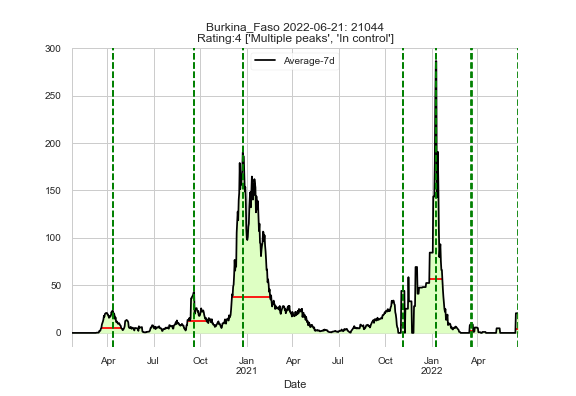 Burkina_Faso 2022-06-21: 21044
Rating:4 ['Multiple peaks', 'In control']
Average-7d
300
250
200
150
100
50
0
Apr Jul Oct Jan Apr Jul Oct Jan Apr
2021 2022
Date